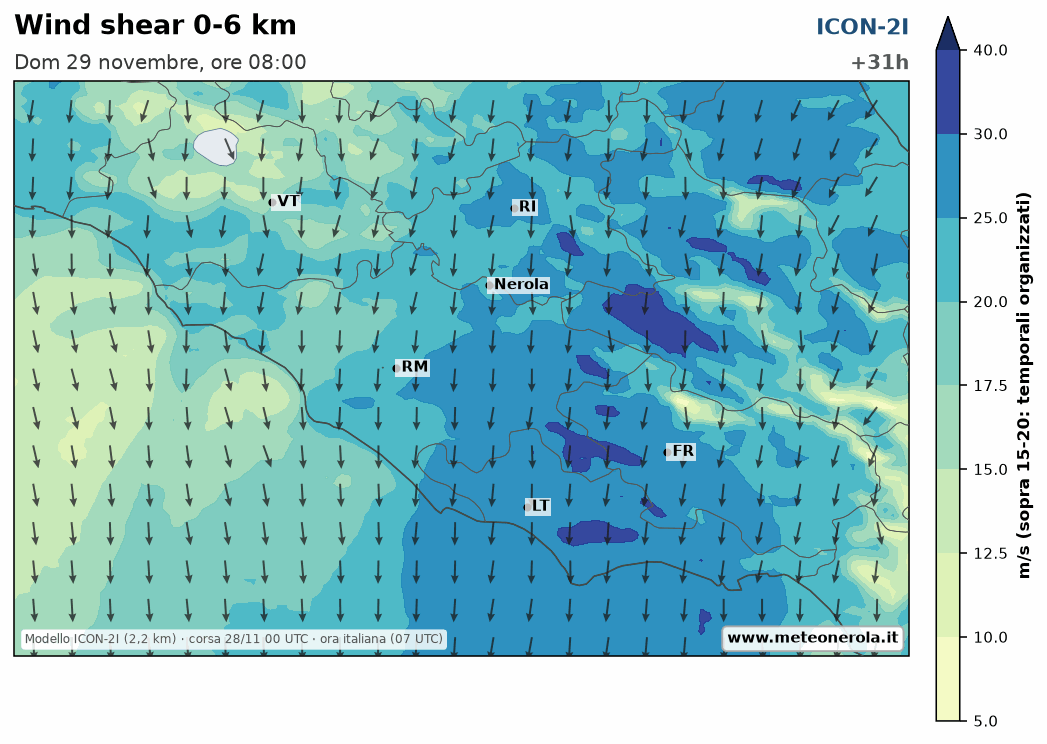 Wind shear 0-6 km
ICON-2I
Dom 29 novembre, ore 08:00
+31h
VT
RI
Nerola
RM
FR
LT
Modello ICON-2I (2,2 km) · corsa 28/11 00 UTC · ora italiana (07 UTC)
www.meteonerola.it
40.0
30.0
25.0
20.0
17.5
15.0
12.5
10.0
5.0
m/s (sopra 15-20: temporali organizzati)